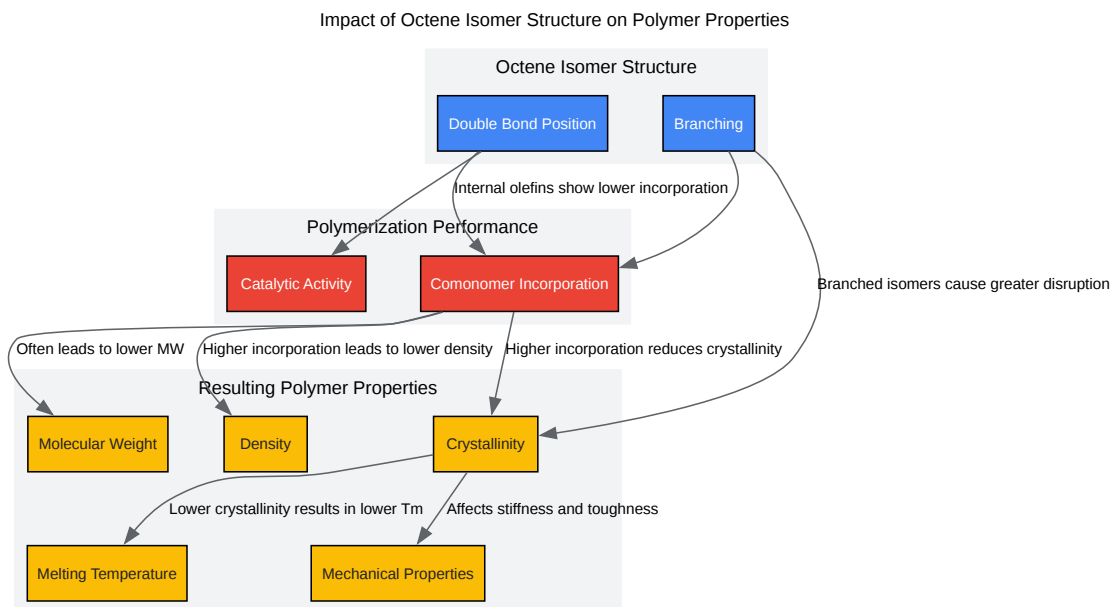 Impact of Octene Isomer Structure on Polymer Properties
Octene Isomer Structure
Double Bond Position
Branching
Internal olefins show lower incorporation
Polymerization Performance
Catalytic Activity
Comonomer Incorporation
Branched isomers cause greater disruption
Often leads to lower MW
Higher incorporation leads to lower density
Higher incorporation reduces crystallinity
Resulting Polymer Properties
Molecular Weight
Density
Crystallinity
Lower crystallinity results in lower Tm
Affects stiffness and toughness
Melting Temperature
Mechanical Properties